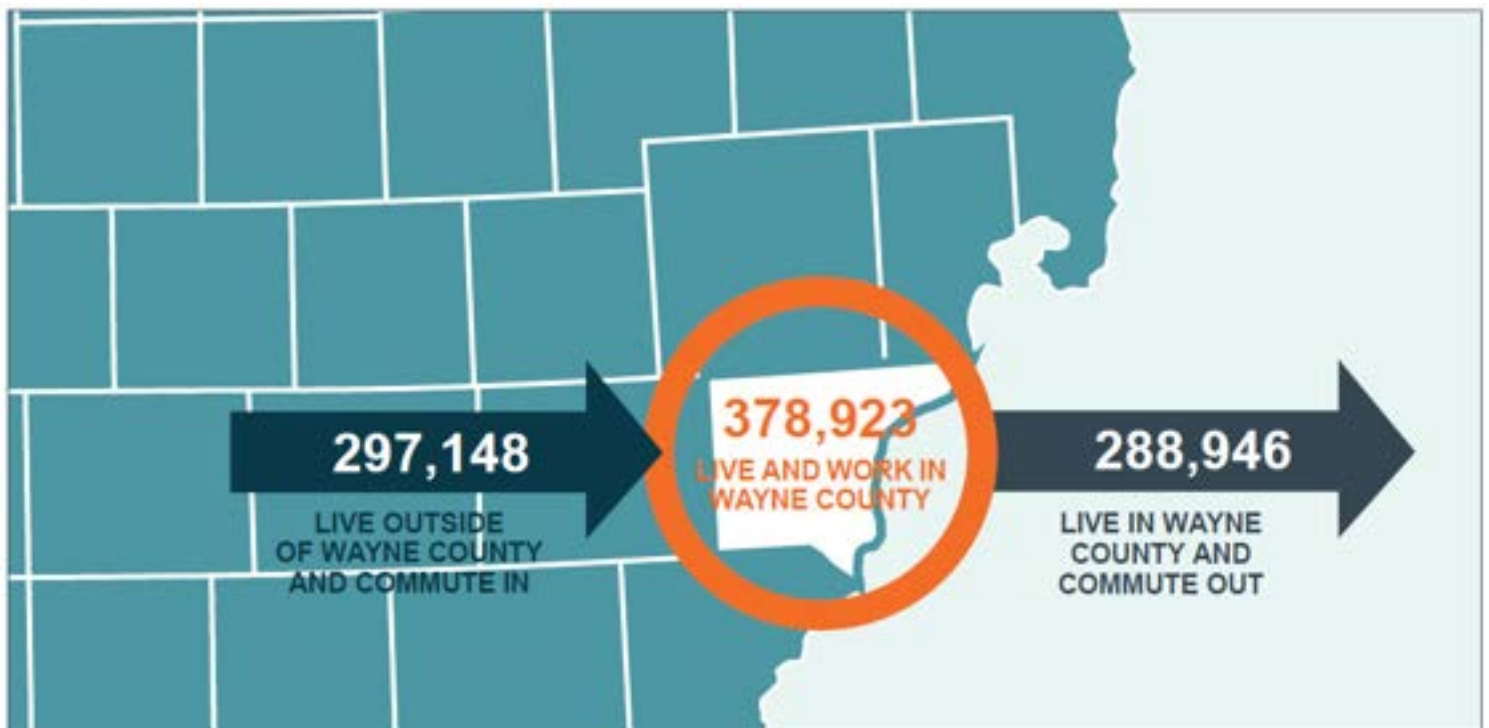 297,148
LIVE OUTSIDE
OF WAYNE COUNTY
AND COMMUTE IN
378,923
LIVE AND WORK IN
WAYNE COUNTY
288,946
LIVE IN WAYNE
COUNTY AND
COMMUTE OUT